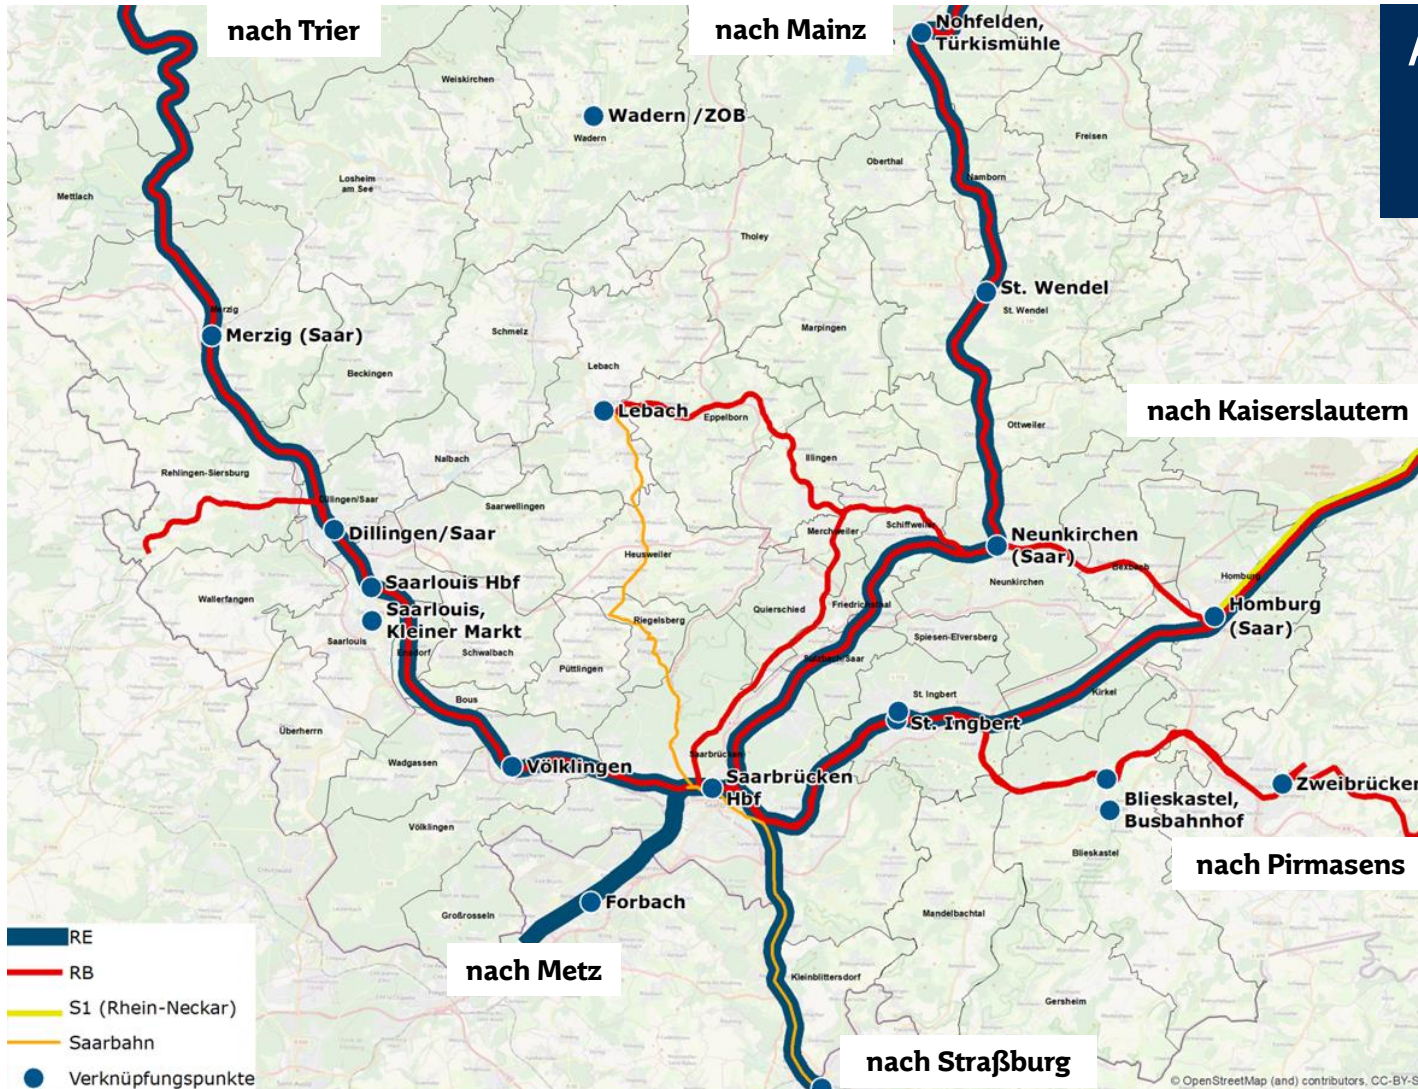 nach Trier
nach Mainz
Nohfelden,
Türkismühle
A
Weiskirchen
Wadern /ZOB
Wadern
Freisen
Oberthal
Losheim
am See
Namborn
Mettlach
Tholey
St. Wendel
St. Wendel
Merzig
Merzig (Saar)
Schmelz
Marpingen
Lebach
Beckingen
nach Kaiserslautern
Lebach
Eppelborn
Ottweiler
Nalbach
Illingen
Rehlingen-Siersburg
Dillingen/Saar
Saarwellingen
Dillingen/Saar
Merchweiler
Schiffweiler
Neunkirchen
(Saar)
Heusweiler
Bexbach
Homburg
Neunkirchen
Saarlouis Hbf
Wallerfangen
Saarlouis,
Kleiner Markt
Quierschied
Friedrichsthal
Homburg
(Saar)
Riegelsberg
Saarlouis
Ensdorf
Schwalbach
Spiesen-Elversberg
Püttlingen
Sulzbach/Saar
Bous
St. Ingbert
Kirkel
St. Ingbert
Überherrn
Wadgassen
Völklingen
Saarbrücken
Saarbrücken
Hbf
Zweibrücken
Blieskastel,
Busbahnhof
Völklingen
Blieskastel
nach Pirmasens
Forbach
Großrosseln
Mandelbachtal
RE
nach Metz
RB
Kleinblittersdorf
S1 (Rhein-Neckar)
Gersheim
Saarbahn
nach Straßburg
Verknüpfungspunkte
© OpenStreetMap (and) contributors, CC-BY-S